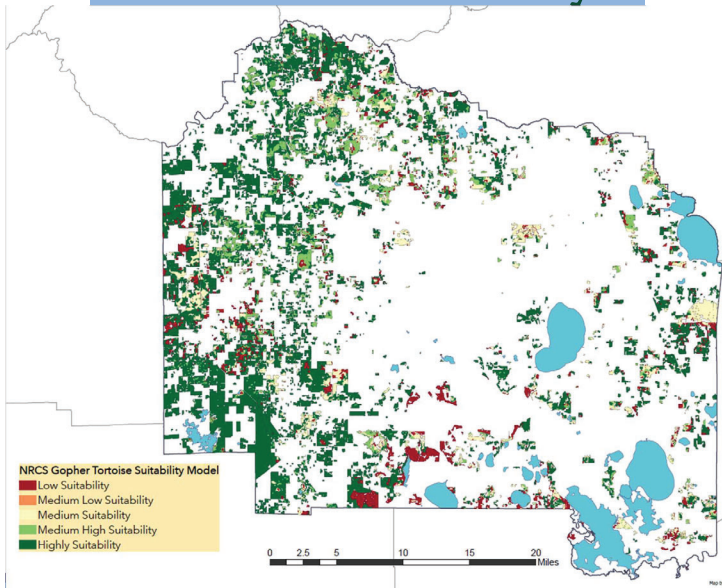 NRCS Gopher Tortoise Suitability Model
Low Suitability
Medium Low Suitability
Medium Suitability
Medium High Suitability
Highly Suitability
0 2.5 5 10 15 20
Miles